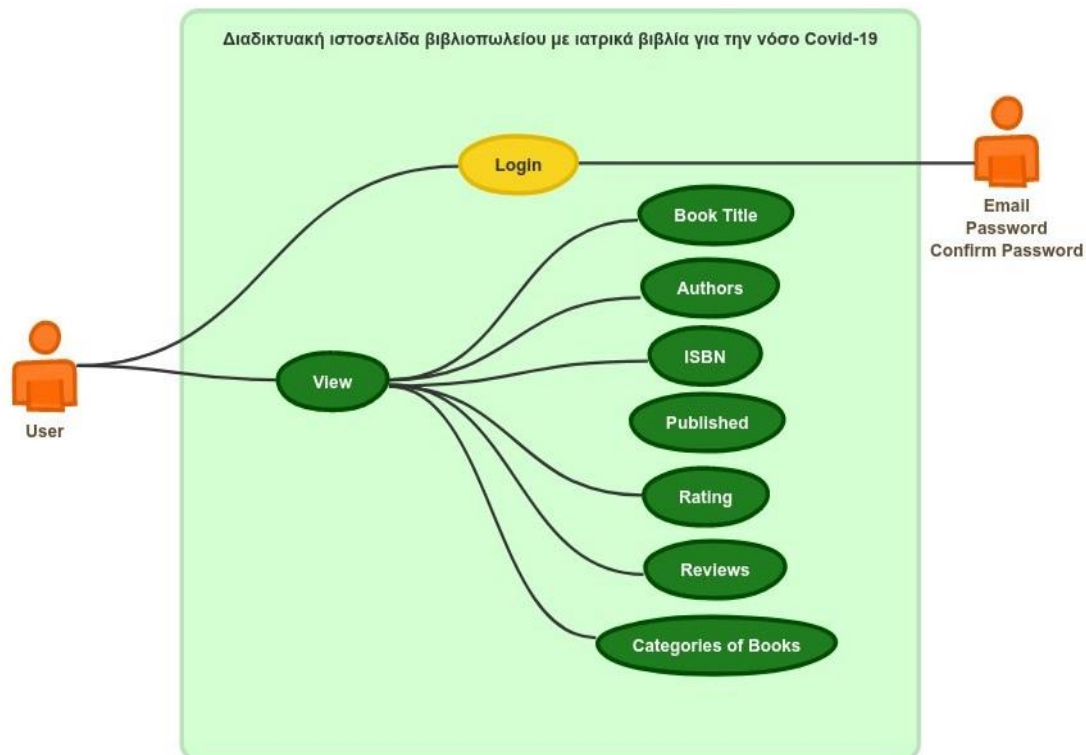 Διαδικτυακή ιστοσελίδα βιβλιοπωλείου με ιατρικά βιβλία για την νόσο Covid-19
Login
Email
Password
Confirm Password
Book Title
Authors
ISBN
User
View
Published
Rating
Reviews
Categories of Books